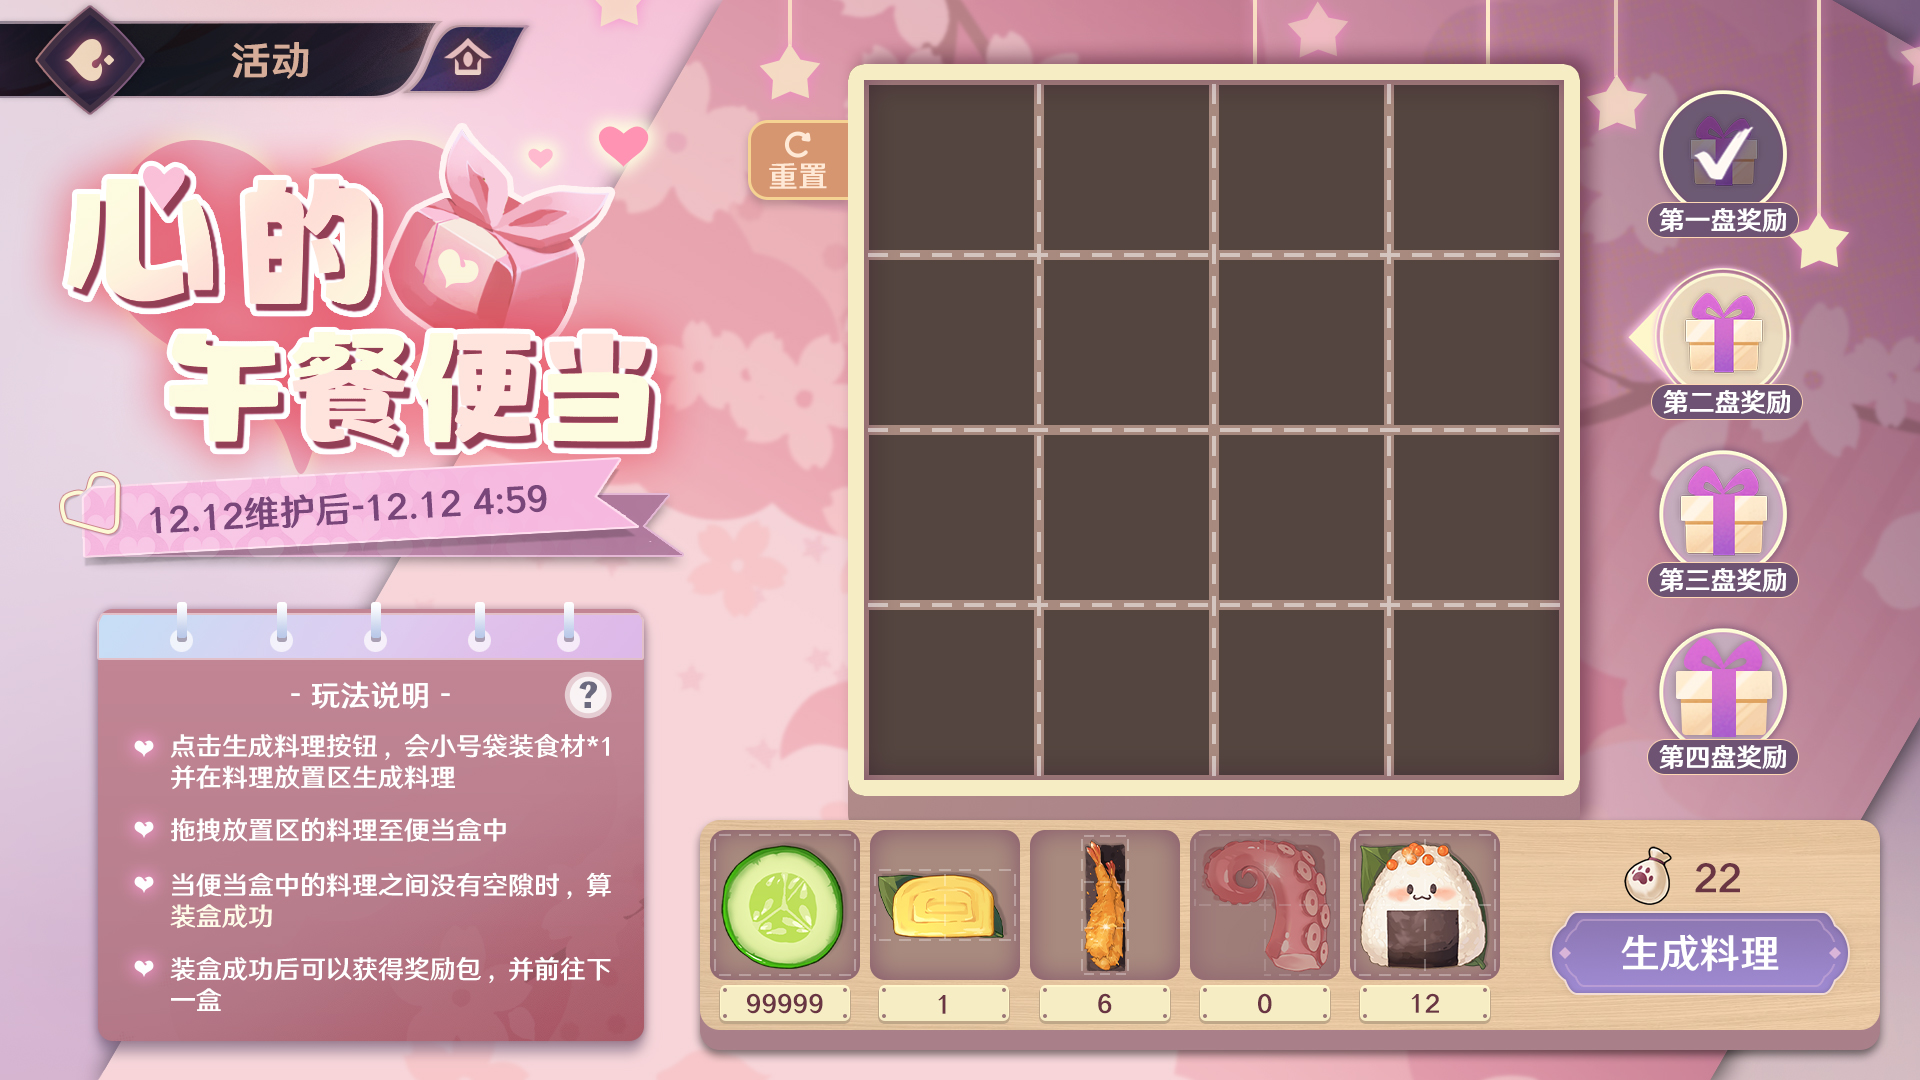 活动
心的
午餐便当
12.12维护后-12.12 4:59
- 玩法说明 -
?
点击生成料理按钮，会小号袋装食材*1
并在料理放置区生成料理
拖拽放置区的料理至便当盒中
当便当盒中的料理之间没有空隙时，算
装盒成功
装盒成功后可以获得奖励包，并前往下
一盒
重置
第一盘奖励
第二盘奖励
第三盘奖励
第四盘奖励
99999
1
6
0
12
22
生成料理